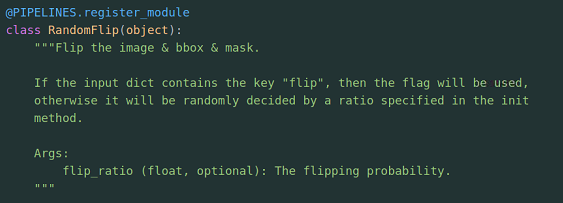 @PIPELINES.register_module
class RandomFlip(object):
    """Flip the image & bbox & mask.

    If the input dict contains the key "flip", then the flag will be used,
    otherwise it will be randomly decided by a ratio specified in the init
    method.

    Args:
        flip_ratio (float, optional): The flipping probability.
    """